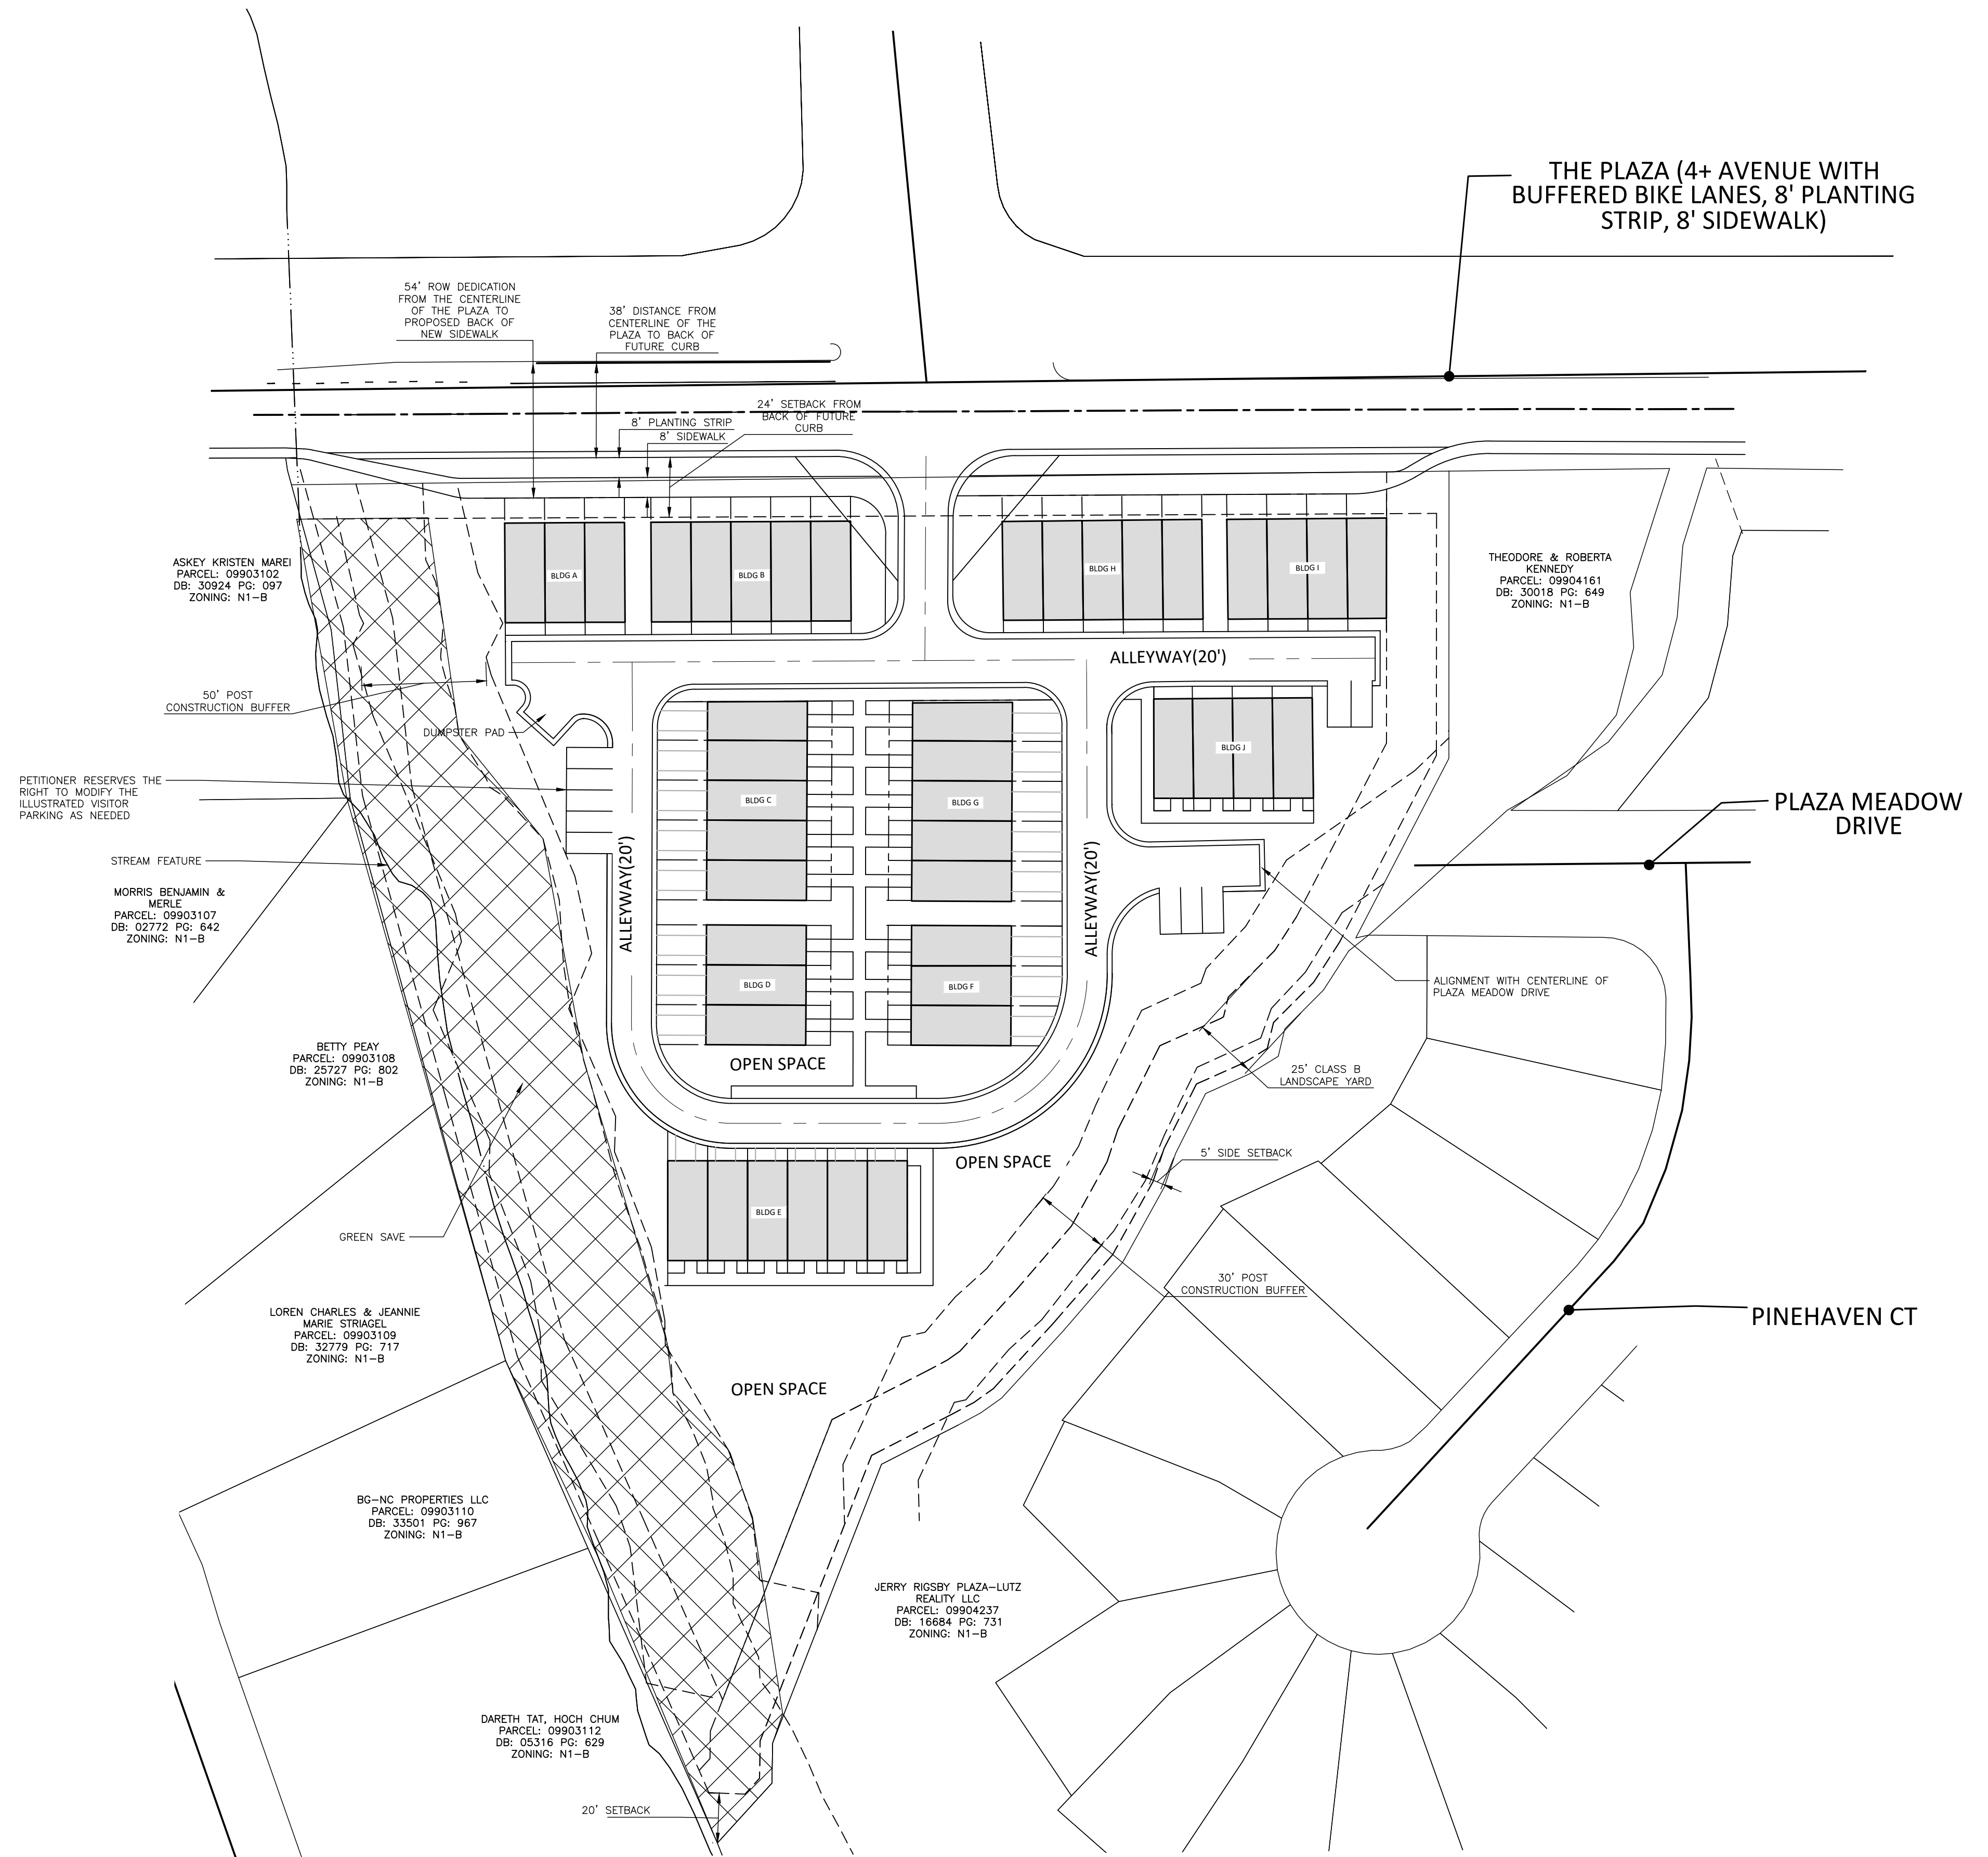 THE PLAZA (4+ AVENUE WITH
BUFFERED BIKE LANES, 8' PLANTING
STRIP, 8' SIDEWALK)
54' ROW DEDICATION
FROM THE CENTERLINE
OF THE PLAZA TO
PROPOSED BACK OF
NEW SIDEWALK
38' DISTANCE FROM
CENTERLINE OF THE
PLAZA TO BACK OF
FUTURE CURB
24' SETBACK FROM
BACK OF FUTURE
CURB
8' PLANTING STRIP
8' SIDEWALK
ASKEY KRISTEN MAREI
PARCEL: 09903102
DB: 30924 PG: 097
ZONING: N1-B
BLDG A
BLDG B
BLDG H
BLDG I
THEODORE & ROBERTA
KENNEDY
PARCEL: 09904161
DB: 30018 PG: 649
ZONING: N1-B
ALLEYWAY(20')
50' POST
CONSTRUCTION BUFFER
DUMPSTER PAD
BLDG J
PETITIONER RESERVES THE
RIGHT TO MODIFY THE
ILLUSTRATED VISITOR
PARKING AS NEEDED
BLDG C
BLDG G
PLAZA MEADOW
DRIVE
STREAM FEATURE
MORRIS BENJAMIN &
MERLE
PARCEL: 09903107
DB: 02772 PG: 642
ZONING: N1-B
ALLEYWAY(20')
ALLEYWAY(20')
BLDG D
BLDG F
ALIGNMENT WITH CENTERLINE OF
PLAZA MEADOW DRIVE
BETTY PEAY
PARCEL: 09903108
DB: 25727 PG: 802
ZONING: N1-B
OPEN SPACE
25' CLASS B
LANDSCAPE YARD
OPEN SPACE
5' SIDE SETBACK
BLDG E
GREEN SAVE
30' POST
CONSTRUCTION BUFFER
PINEHAVEN CT
LOREN CHARLES & JEANNIE
MARIE STRIAGEL
PARCEL: 09903109
DB: 32779 PG: 717
ZONING: N1-B
OPEN SPACE
BG-NC PROPERTIES LLC
PARCEL: 09903110
DB: 33501 PG: 967
ZONING: N1-B
JERRY RIGSBY PLAZA-LUTZ
REALITY LLC
PARCEL: 09904237
DB: 16684 PG: 731
ZONING: N1-B
DARETH TAT, HOCH CHUM
PARCEL: 09903112
DB: 05316 PG: 629
ZONING: N1-B
20' SETBACK